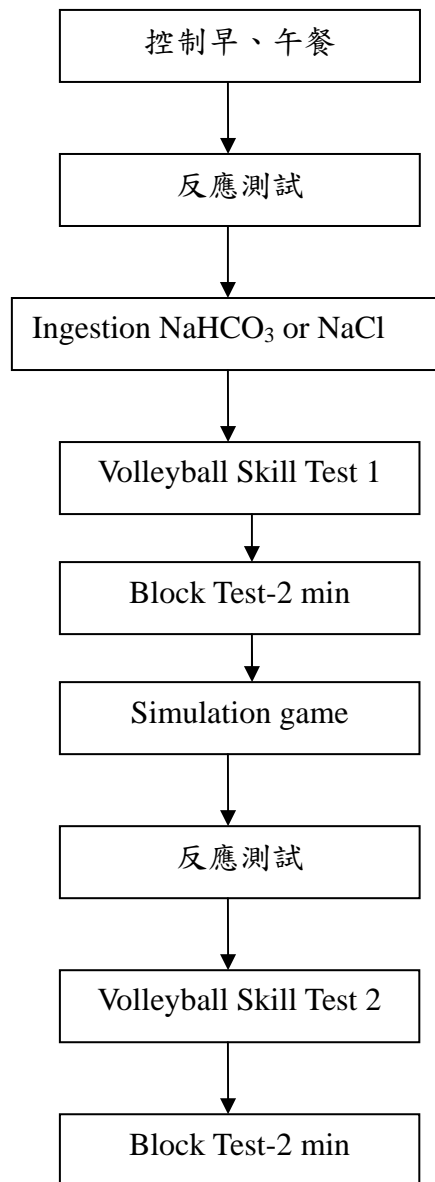 控制早、午餐
反應測試
Ingestion NaHCO₃ or NaCl
Volleyball Skill Test 1
Block Test-2 min
Simulation game
反應測試
Volleyball Skill Test 2
Block Test-2 min